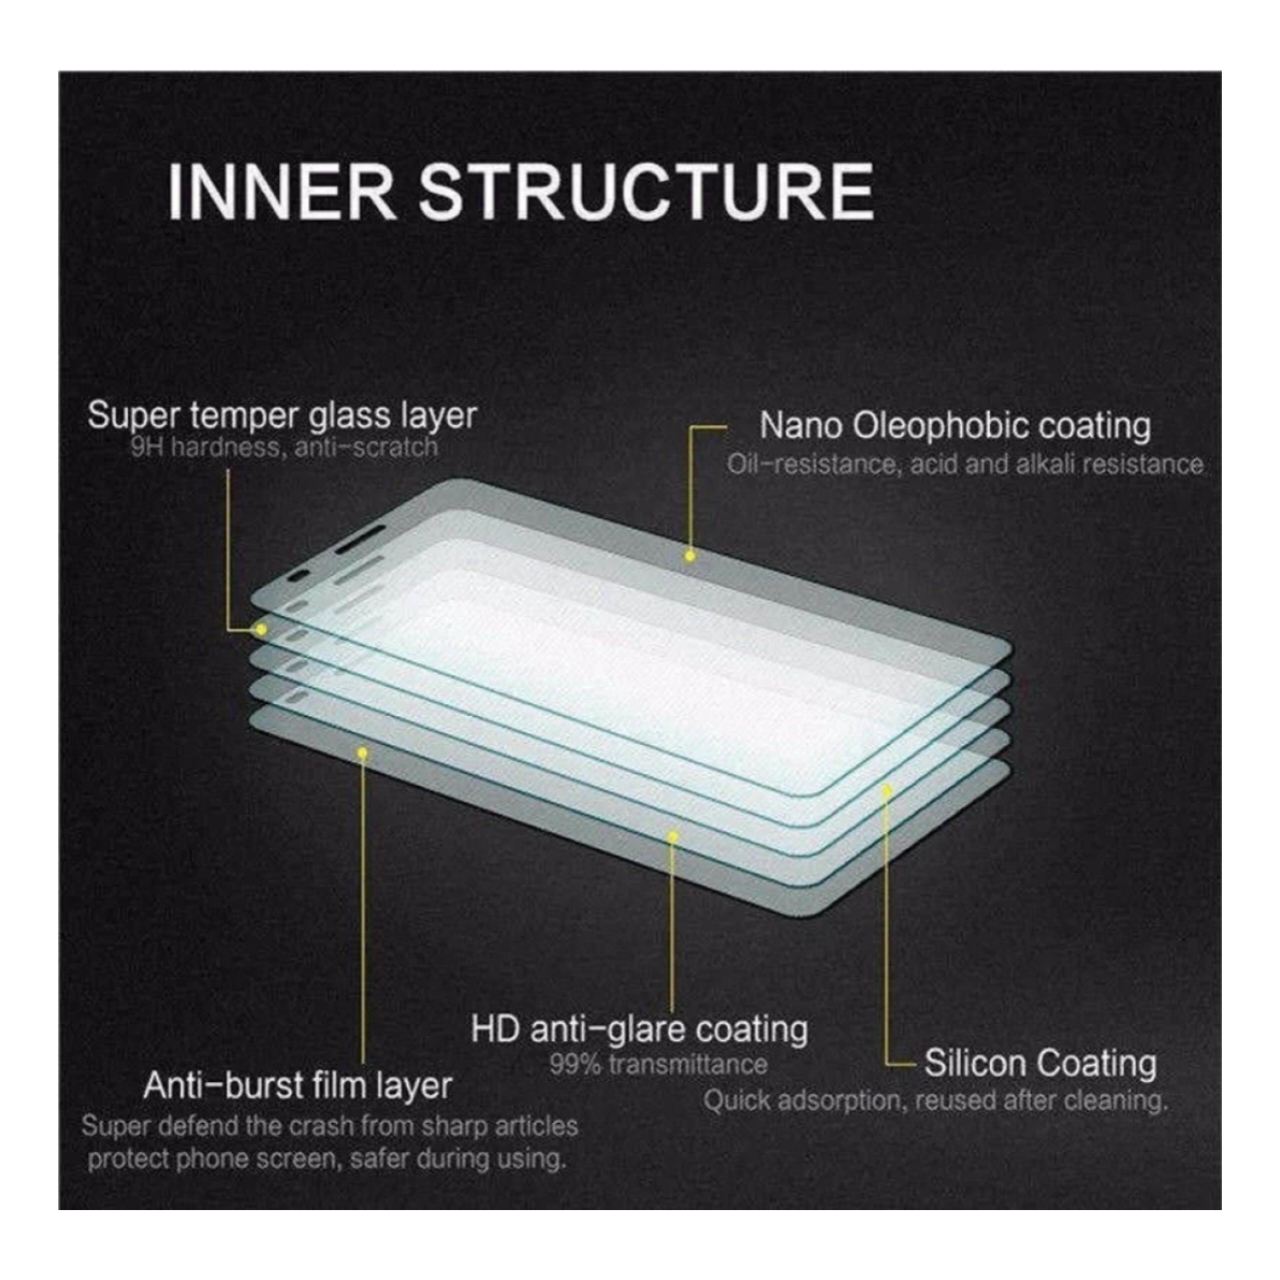 INNER STRUCTURE
Super temper glass layer
9H hardness, anti-scratch
Nano Oleophobic coating
Oil-resistance, acid and alkali resistance
HD anti-glare coating
99% transmittance
Silicon Coating
Quick adsorption, reused after cleaning.
Anti-burst film layer
Super defend the crash from sharp articles
protect phone screen, safer during using.